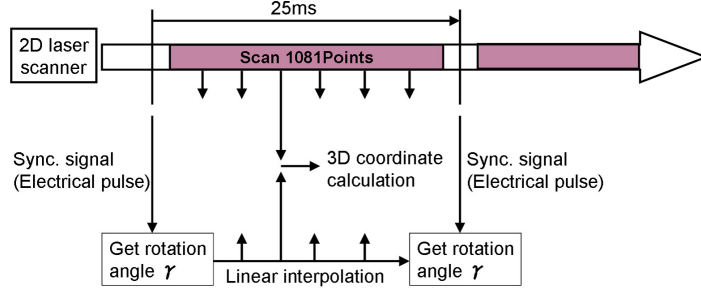 25ms
2D laser
scanner
Scan 1081Points
Sync. signal
(Electrical pulse)
3D coordinate
calculation
Sync. signal
(Electrical pulse)
Get rotation
angle γ
Linear interpolation
Get rotation
angle γ